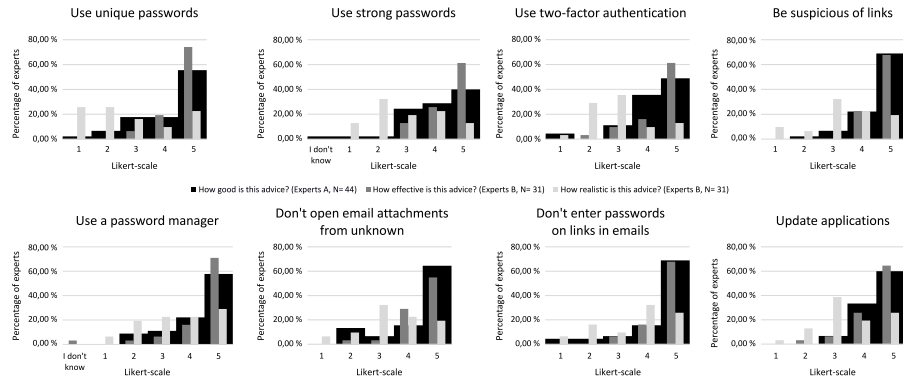 Use unique passwords
Percentage of experts
80,00 %
60,00 %
40,00 %
20,00 %
0,00 %
1 2 3 4 5
Likert-scale
Use strong passwords
Percentage of experts
80,00 %
60,00 %
40,00 %
20,00 %
0,00 %
I don't know 1 2 3 4 5
Likert-scale
Use two-factor authentication
Percentage of experts
80,00 %
60,00 %
40,00 %
20,00 %
0,00 %
1 2 3 4 5
Likert-scale
Be suspicious of links
Percentage of experts
80,00 %
60,00 %
40,00 %
20,00 %
0,00 %
1 2 3 4 5
Likert-scale
How good is this advice? (Experts A, N= 44) How effective is this advice? (Experts B, N= 31) How realistic is this advice? (Experts B, N= 31)
Use a password manager
Percentage of experts
80,00 %
60,00 %
40,00 %
20,00 %
0,00 %
I don't know 1 2 3 4 5
Likert-scale
Don't open email attachments
from unknown
Percentage of experts
80,00 %
60,00 %
40,00 %
20,00 %
0,00 %
1 2 3 4 5
Likert-scale
Don't enter passwords
on links in emails
Percentage of experts
80,00 %
60,00 %
40,00 %
20,00 %
0,00 %
1 2 3 4 5
Likert-scale
Update applications
Percentage of experts
80,00 %
60,00 %
40,00 %
20,00 %
0,00 %
1 2 3 4 5
Likert-scale